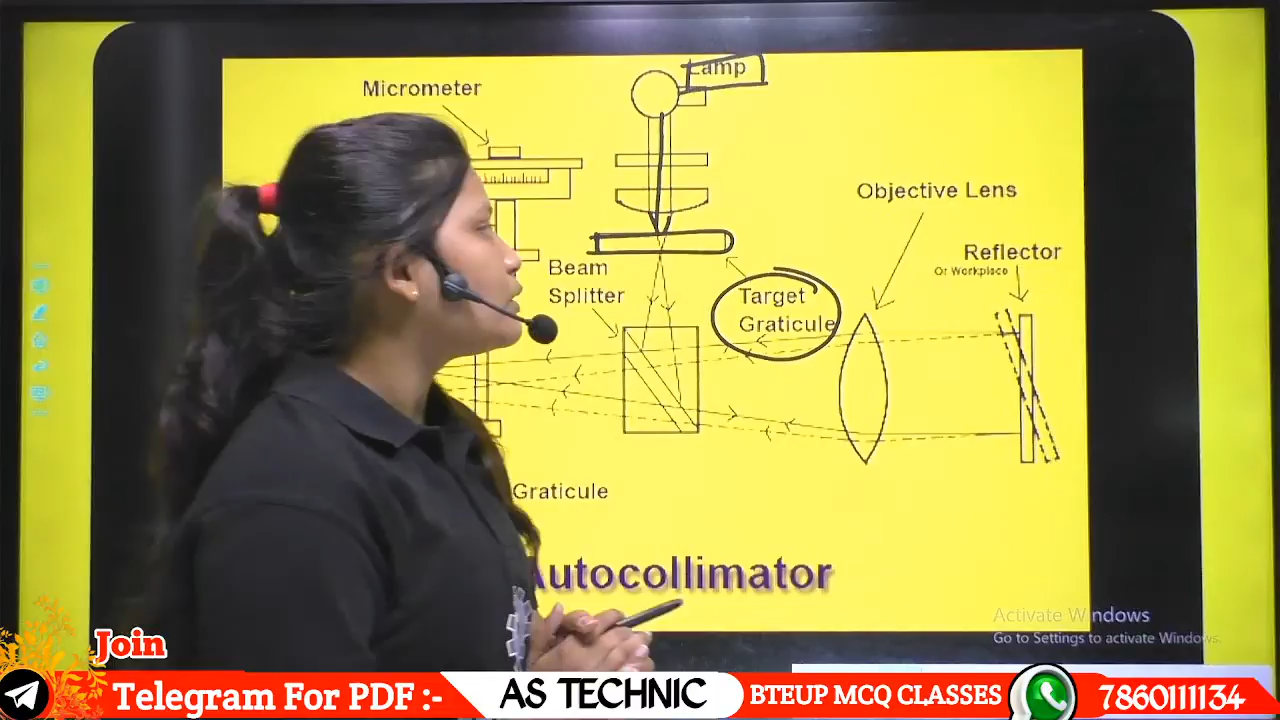 Lamp
Micrometer
Objective Lens
Reflector
Or Workpiece
Beam
Splitter
Target
Graticule
Graticule
Autocollimator
Activate Windows
Go to Settings to activate Windows.
Join
Telegram For PDF :-
AS TECHNIC
BTEUP MCQ CLASSES
7860111134